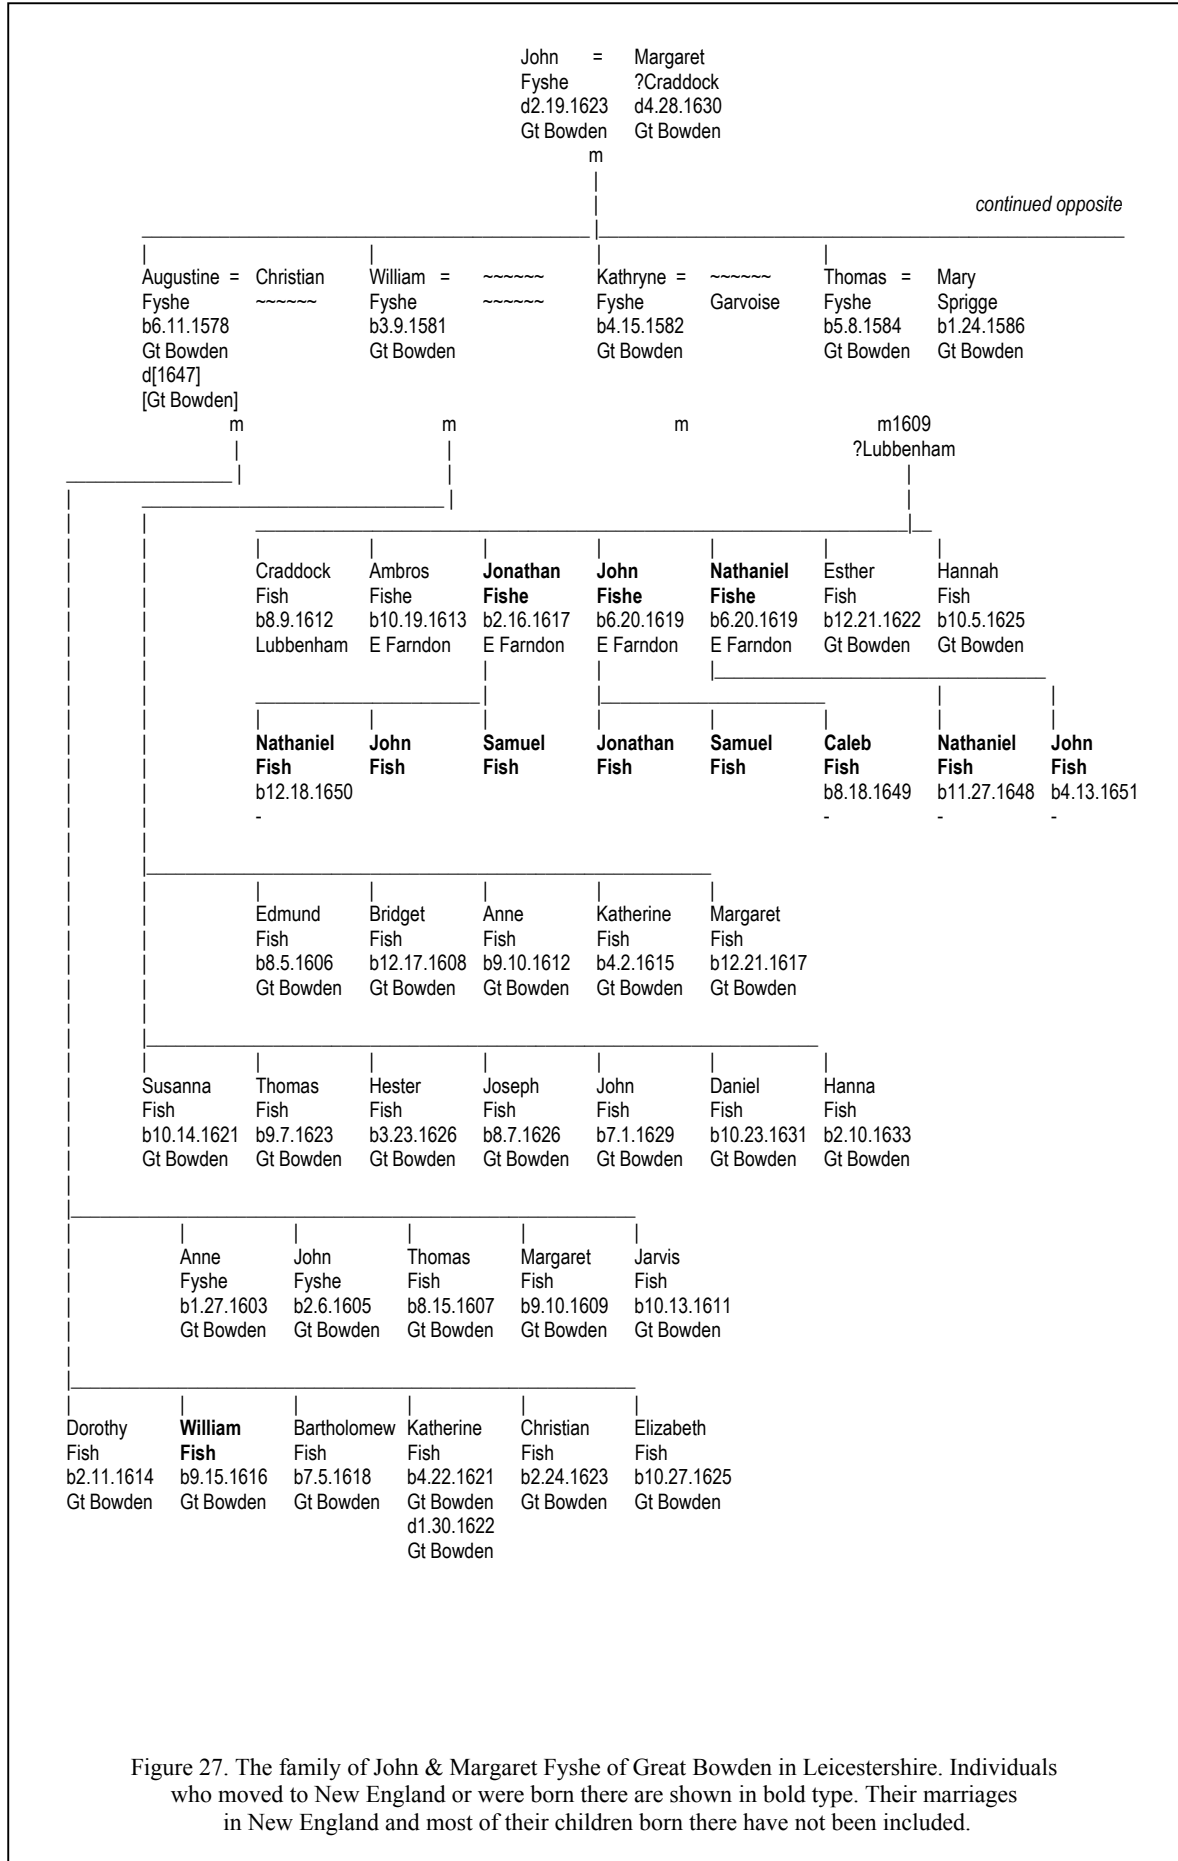 John = Margaret
Fyshe ?Craddock
d2.19.1623 d4.28.1630
Gt Bowden Gt Bowden
m
continued opposite
Augustine = Christian William = ~~~~~~ Kathryne = ~~~~~~ Thomas = Mary
Fyshe ~~~~~~ Fyshe ~~~~~~ Fyshe Garvoise Fyshe Sprigge
b6.11.1578 b3.9.1581 b4.15.1582 b5.8.1584 b1.24.1586
Gt Bowden Gt Bowden Gt Bowden Gt Bowden Gt Bowden
d[1647]
[Gt Bowden]
m m m m1609
?Lubbenham
Craddock Ambros Jonathan John Nathaniel Esther Hannah
Fish Fishe Fishe Fishe Fishe Fish Fish
b8.9.1612 b10.19.1613 b2.16.1617 b6.20.1619 b6.20.1619 b12.21.1622 b10.5.1625
Lubbenham E Farndon E Farndon E Farndon E Farndon Gt Bowden Gt Bowden
Nathaniel John Samuel Jonathan Samuel Caleb Nathaniel John
Fish Fish Fish Fish Fish Fish Fish Fish
b12.18.1650 b8.18.1649 b11.27.1648 b4.13.1651
- - - -
Edmund Bridget Anne Katherine Margaret
Fish Fish Fish Fish Fish
b8.5.1606 b12.17.1608 b9.10.1612 b4.2.1615 b12.21.1617
Gt Bowden Gt Bowden Gt Bowden Gt Bowden Gt Bowden
Susanna Thomas Hester Joseph John Daniel Hanna
Fish Fish Fish Fish Fish Fish Fish
b10.14.1621 b9.7.1623 b3.23.1626 b8.7.1626 b7.1.1629 b10.23.1631 b2.10.1633
Gt Bowden Gt Bowden Gt Bowden Gt Bowden Gt Bowden Gt Bowden Gt Bowden
Anne John Thomas Margaret Jarvis
Fyshe Fyshe Fish Fish Fish
b1.27.1603 b2.6.1605 b8.15.1607 b9.10.1609 b10.13.1611
Gt Bowden Gt Bowden Gt Bowden Gt Bowden Gt Bowden
Dorothy William Bartholomew Katherine Christian Elizabeth
Fish Fish Fish Fish Fish Fish
b2.11.1614 b9.15.1616 b7.5.1618 b4.22.1621 b2.24.1623 b10.27.1625
Gt Bowden Gt Bowden Gt Bowden Gt Bowden Gt Bowden Gt Bowden
d1.30.1622
Gt Bowden
Figure 27. The family of John & Margaret Fyshe of Great Bowden in Leicestershire. Individuals
who moved to New England or were born there are shown in bold type. Their marriages
in New England and most of their children born there have not been included.